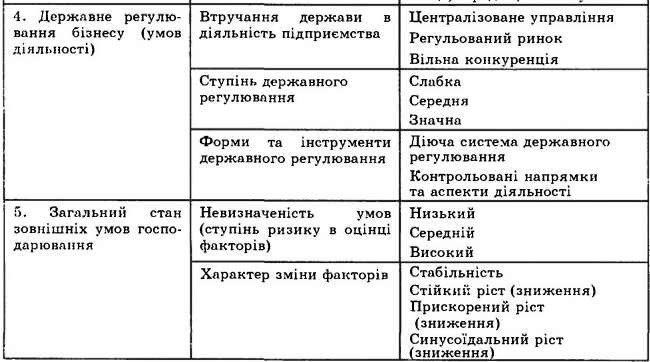 4. Державне регулю-
вання бізнесу (умов
діяльності)
Втручання держави в
діяльність підприємства
Централізоване управління
Регульований ринок
Вільна конкуренція
Ступінь державного
регулювання
Слабка
Середня
Значна
Форми та інструменти
державного регулювання
Діюча система державного
регулювання
Контрольовані напрямки
та аспекти діяльності
5. Загальний стан
зовнішніх умов госпо-
дарювання
Невизначеність умов
(ступінь ризику в оцінці
факторів)
Низький
Середній
Високий
Характер зміни факторів
Стабільність
Стійкий ріст (зниження)
Прискорений ріст
(зниження)
Синусоїдальний ріст
(зниження)